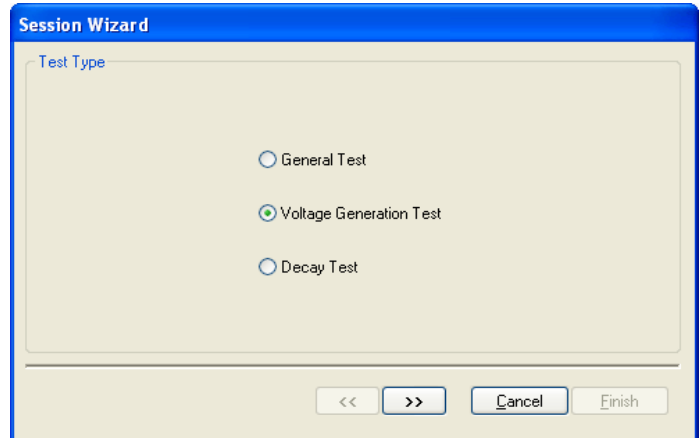 Session Wizard
Test Type
General Test
Voltage Generation Test
Decay Test
<< >> Cancel Finish